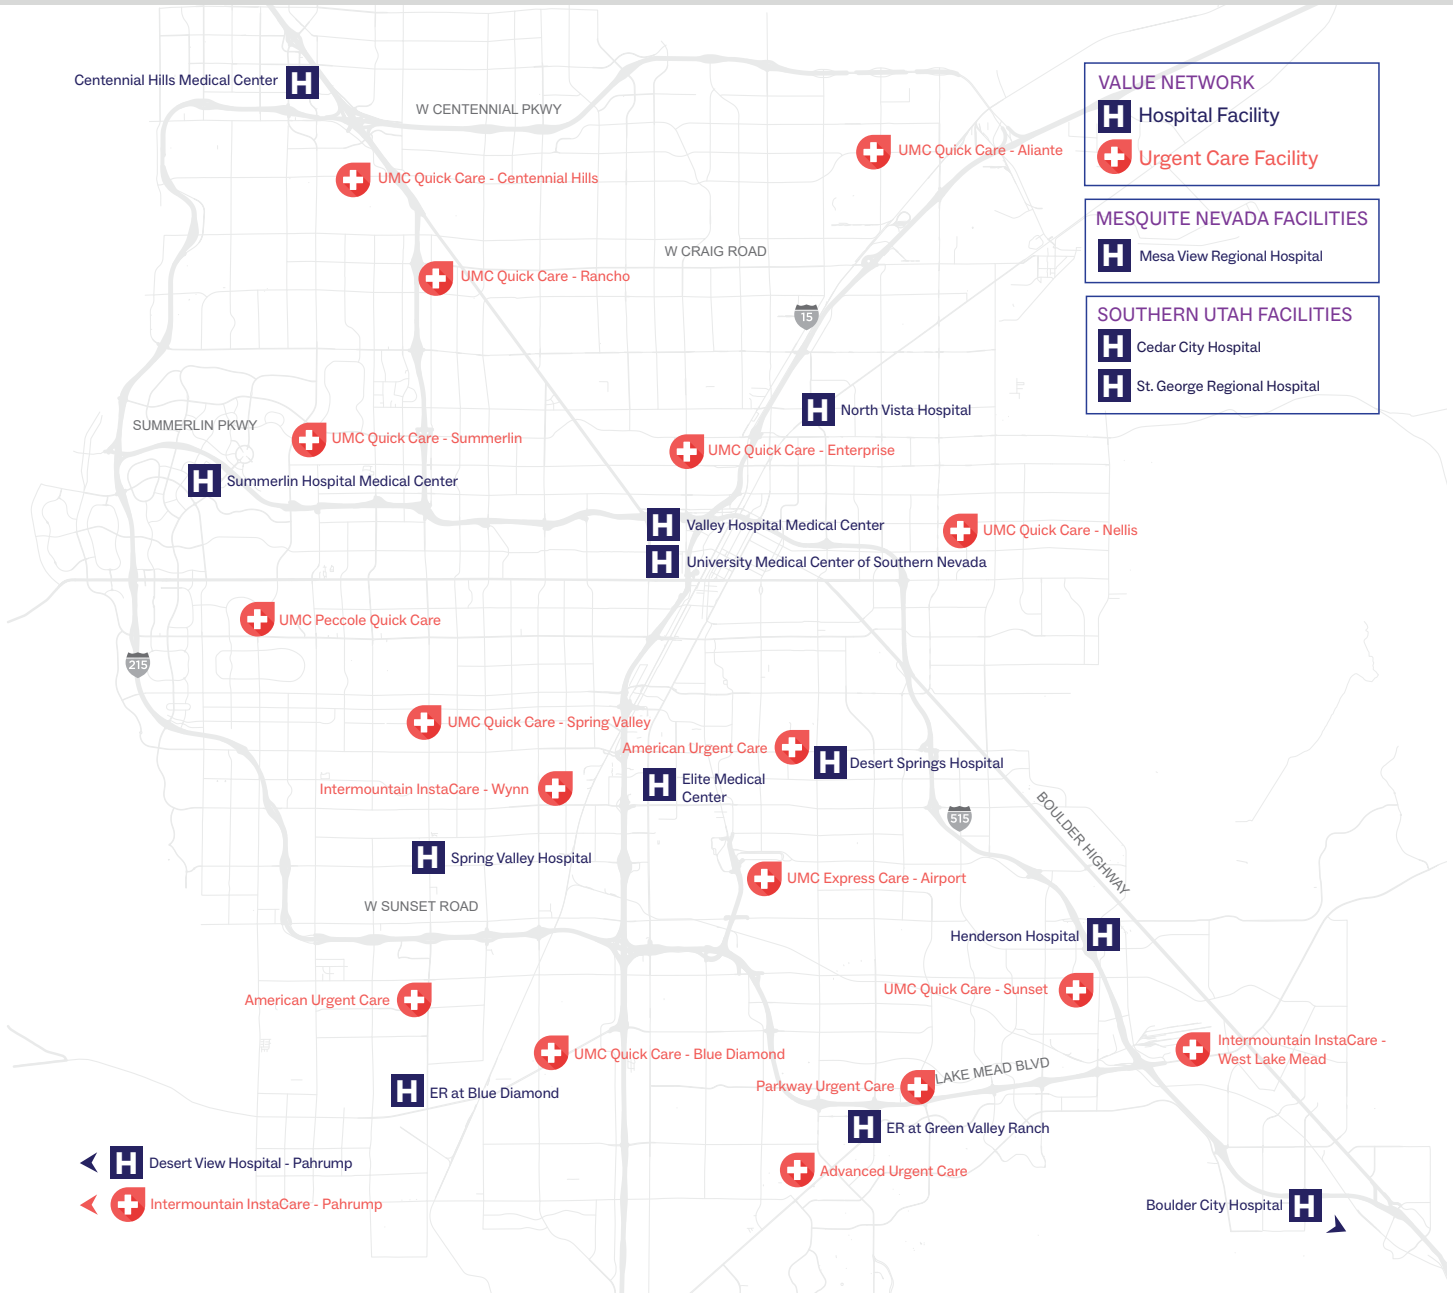 Centennial Hills Medical Center
H
W CENTENNIAL PKWY
VALUE NETWORK
H Hospital Facility
Urgent Care Facility
UMC Quick Care - Aliante
UMC Quick Care - Centennial Hills
MESQUITE NEVADA FACILITIES
H Mesa View Regional Hospital
W CRAIG ROAD
UMC Quick Care - Rancho
SOUTHERN UTAH FACILITIES
H Cedar City Hospital
H St. George Regional Hospital
15
H North Vista Hospital
SUMMERLIN PKWY
UMC Quick Care - Summerlin
UMC Quick Care - Enterprise
H Summerlin Hospital Medical Center
H Valley Hospital Medical Center
UMC Quick Care - Nellis
H University Medical Center of Southern Nevada
UMC Peccole Quick Care
215
UMC Quick Care - Spring Valley
American Urgent Care
H Desert Springs Hospital
Intermountain InstaCare - Wynn
H Elite Medical
Center
515
BOULDER HIGHWAY
H Spring Valley Hospital
UMC Express Care - Airport
W SUNSET ROAD
Henderson Hospital H
UMC Quick Care - Sunset
American Urgent Care
Intermountain InstaCare -
West Lake Mead
UMC Quick Care - Blue Diamond
LAKE MEAD BLVD
Parkway Urgent Care
H ER at Blue Diamond
H ER at Green Valley Ranch
H Desert View Hospital - Pahrump
Advanced Urgent Care
Intermountain InstaCare - Pahrump
Boulder City Hospital H